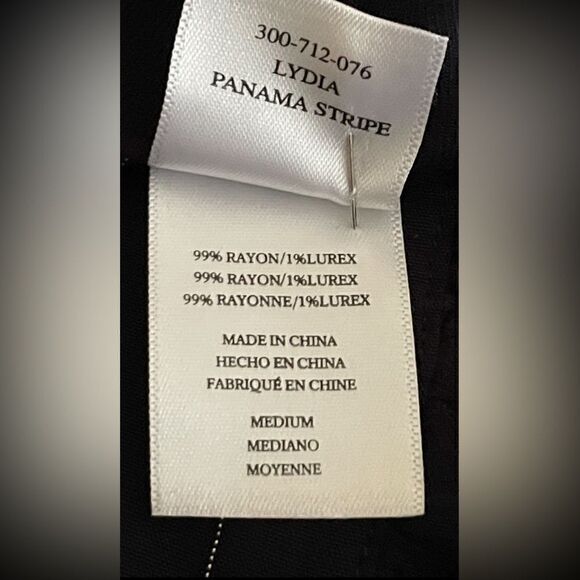 300-712-076
LYDIA
PANAMA STRIPE
99% RAYON/1%LUREX
99% RAYON/1%LUREX
99% RAYONNE/1%LUREX
MADE IN CHINA
HECHO EN CHINA
FABRIQUÉ EN CHINE
MEDIUM
MEDIANO
MOYENNE